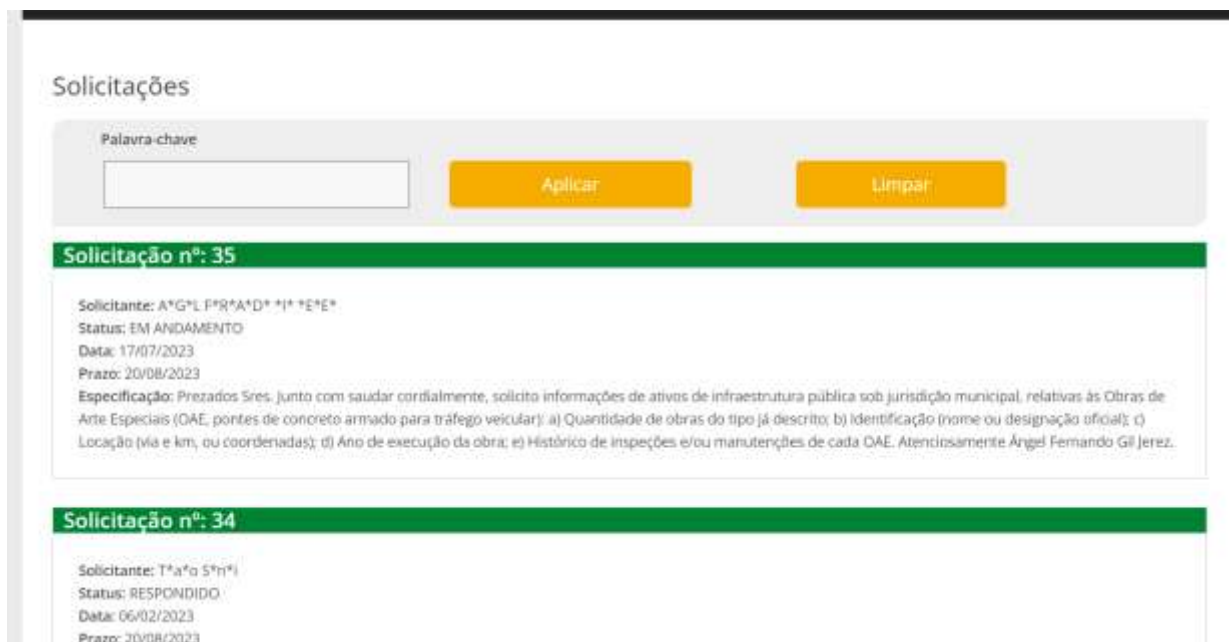 Solicitações
Palavra-chave
Aplicar Limpar
Solicitação nº: 35
Solicitante: A*G*L F*R*A*D* *I* *E*E*
Status: EM ANDAMENTO
Data: 17/07/2023
Prazo: 20/08/2023
Especificação: Prezados Sres. Junto com saudar cordialmente, solicito informações de ativos de infraestrutura pública sob jurisdição municipal, relativas às Obras de
Arte Especiais (OAE, pontes de concreto armado para tráfego veicular): a) Quantidade de obras do tipo já descrito; b) Identificação (nome ou designação oficial); c)
Locação (via e km, ou coordenadas); d) Ano de execução da obra; e) Histórico de inspeções e/ou manutenções de cada OAE. Atenciosamente Ángel Fernando Gil Jerez.
Solicitação nº: 34
Solicitante: T*a*o S*n*i
Status: RESPONDIDO
Data: 06/02/2023
Prazo: 20/08/2023